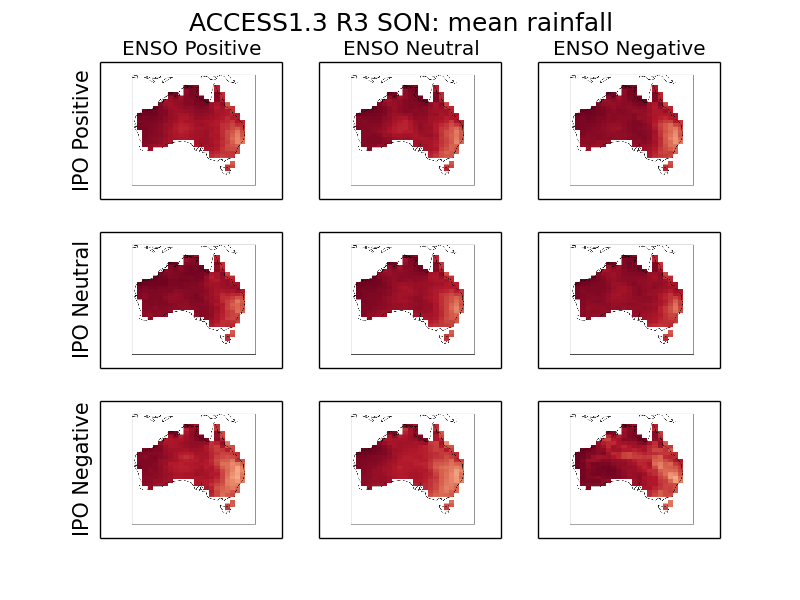 ACCESS1.3 R3 SON: mean rainfall
ENSO Positive
ENSO Neutral
ENSO Negative
IPO Positive
IPO Neutral
IPO Negative